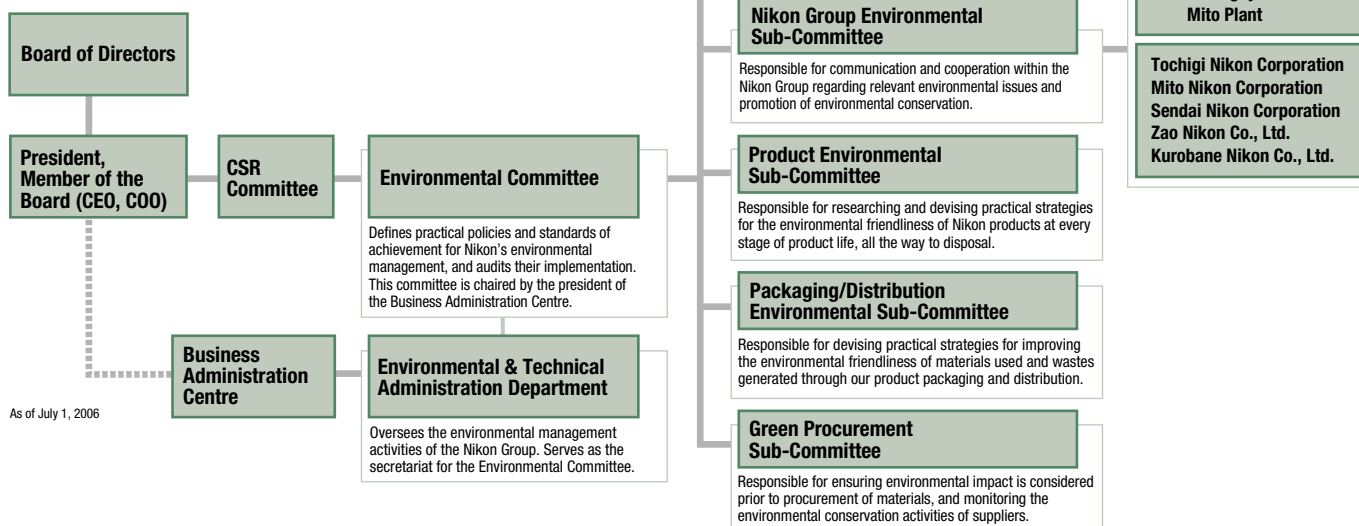 Board of Directors
President,
Member of the
Board (CEO, COO)
CSR
Committee
Environmental Committee
Defines practical policies and standards of
achievement for Nikon's environmental
management, and audits their implementation.
This committee is chaired by the president of
the Business Administration Centre.
Business
Administration
Centre
Environmental & Technical
Administration Department
Oversees the environmental management
activities of the Nikon Group. Serves as the
secretariat for the Environmental Committee.
As of July 1, 2006
Nikon Group Environmental
Sub-Committee
Responsible for communication and cooperation within the
Nikon Group regarding relevant environmental issues and
promotion of environmental conservation.
Product Environmental
Sub-Committee
Responsible for researching and devising practical strategies
for the environmental friendliness of Nikon products at every
stage of product life, all the way to disposal.
Packaging/Distribution
Environmental Sub-Committee
Responsible for devising practical strategies for improving
the environmental friendliness of materials used and wastes
generated through our product packaging and distribution.
Green Procurement
Sub-Committee
Responsible for ensuring environmental impact is considered
prior to procurement of materials, and monitoring the
environmental conservation activities of suppliers.
Mito Plant
Tochigi Nikon Corporation
Mito Nikon Corporation
Sendai Nikon Corporation
Zao Nikon Co., Ltd.
Kurobane Nikon Co., Ltd.